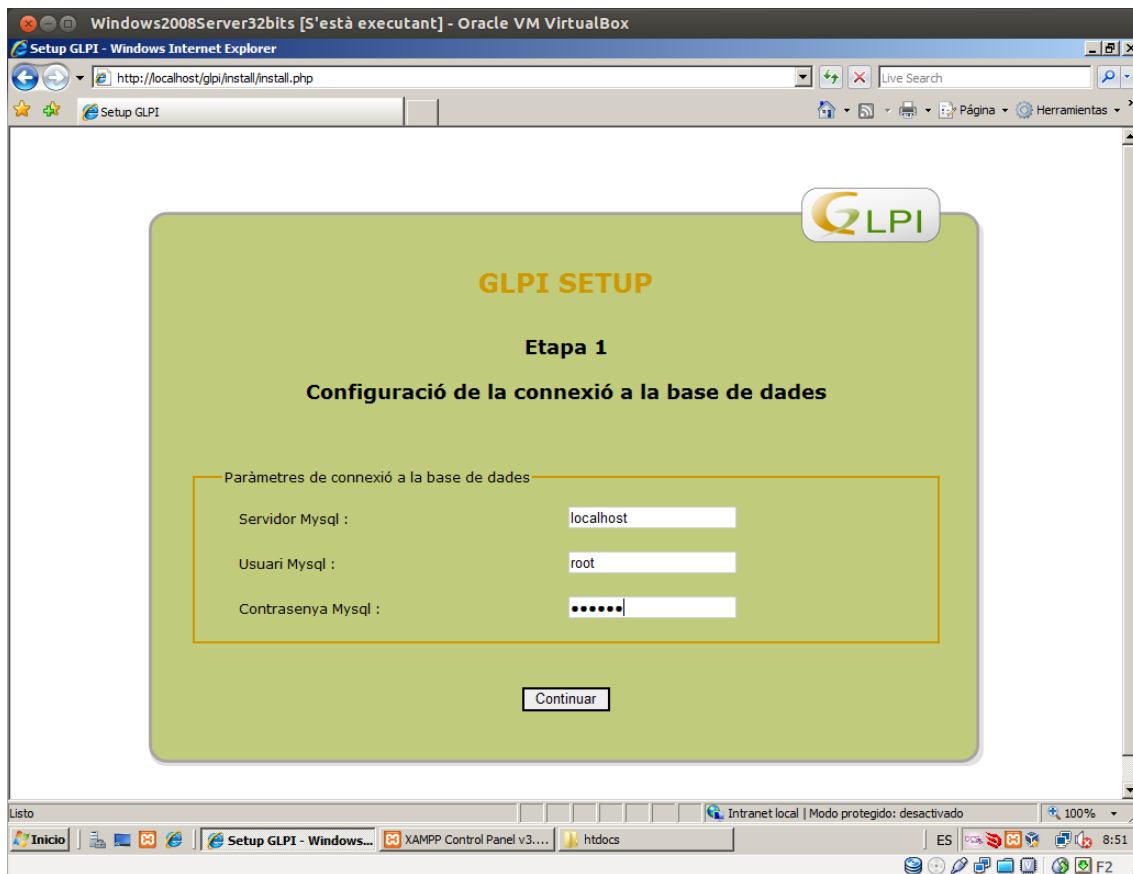 Windows2008Server32bits [S'està executant] - Oracle VM VirtualBox
Setup GLPI - Windows Internet Explorer
http://localhost/glpi/install/install.php
Live Search
Setup GLPI
Página
Herramientas
GLPI
GLPI SETUP
Etapa 1
Configuració de la connexió a la base de dades
Paràmetres de connexió a la base de dades
Servidor Mysql : localhost
Usuari Mysql : root
Contrasenya Mysql : ••••••
Continuar
Listo
Intranet local | Modo protegido: desactivado
100%
Inicio
Setup GLPI - Windows...
XAMPP Control Panel v3....
htdocs
ES
8:51
F2